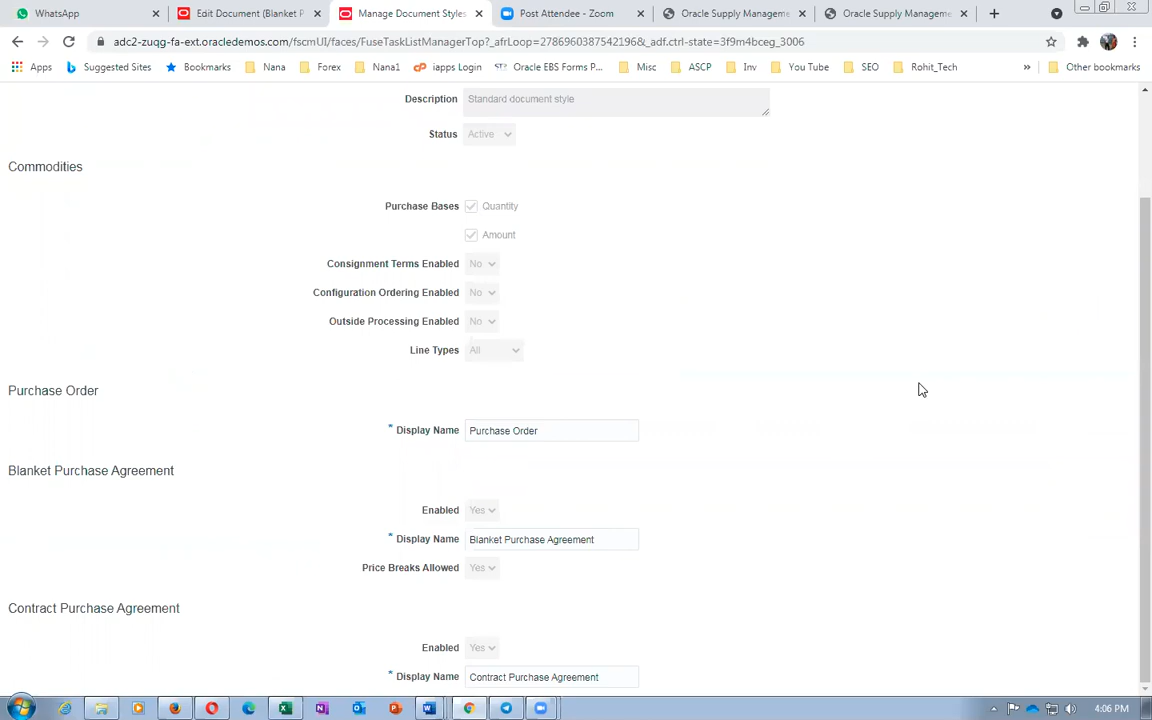 WhatsApp
Edit Document (Blanket P
Manage Document Styles
Post Attendee - Zoom
Oracle Supply Manageme
Oracle Supply Manageme
adc2-zuqg-fa-ext.oracledemos.com/fscmUI/faces/FuseTaskListManagerTop?_afrLoop=2786960387542196&_adf.ctrl-state=3f9m4bceg_3006
Apps
Suggested Sites
Bookmarks
Nana
Forex
Nana1
iapps Login
Oracle EBS Forms P...
Misc
ASCP
Inv
You Tube
SEO
Rohit_Tech
»
Other bookmarks
Description Standard document style
Status Active
Commodities
Purchase Bases Quantity
Amount
Consignment Terms Enabled No
Configuration Ordering Enabled No
Outside Processing Enabled No
Line Types All
Purchase Order
* Display Name Purchase Order
Blanket Purchase Agreement
Enabled Yes
* Display Name Blanket Purchase Agreement
Price Breaks Allowed Yes
Contract Purchase Agreement
Enabled Yes
* Display Name Contract Purchase Agreement
4:06 PM